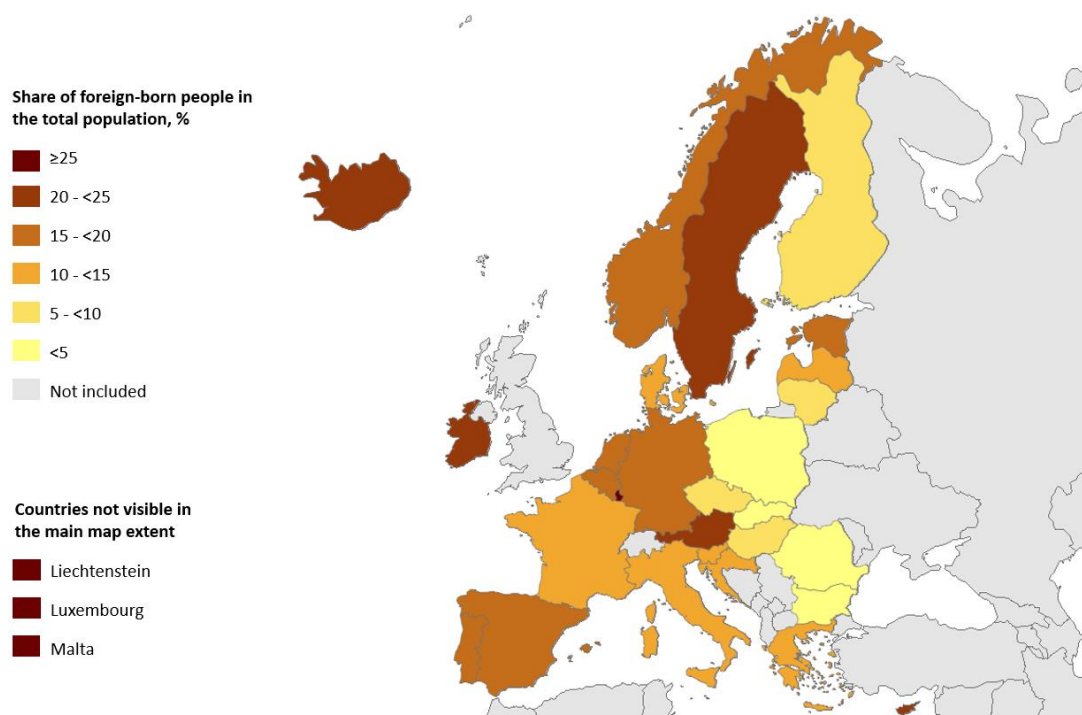 Share of foreign-born people in
the total population, %
≥25
20 - <25
15 - <20
10 - <15
5 - <10
<5
Not included
Countries not visible in
the main map extent
Liechtenstein
Luxembourg
Malta